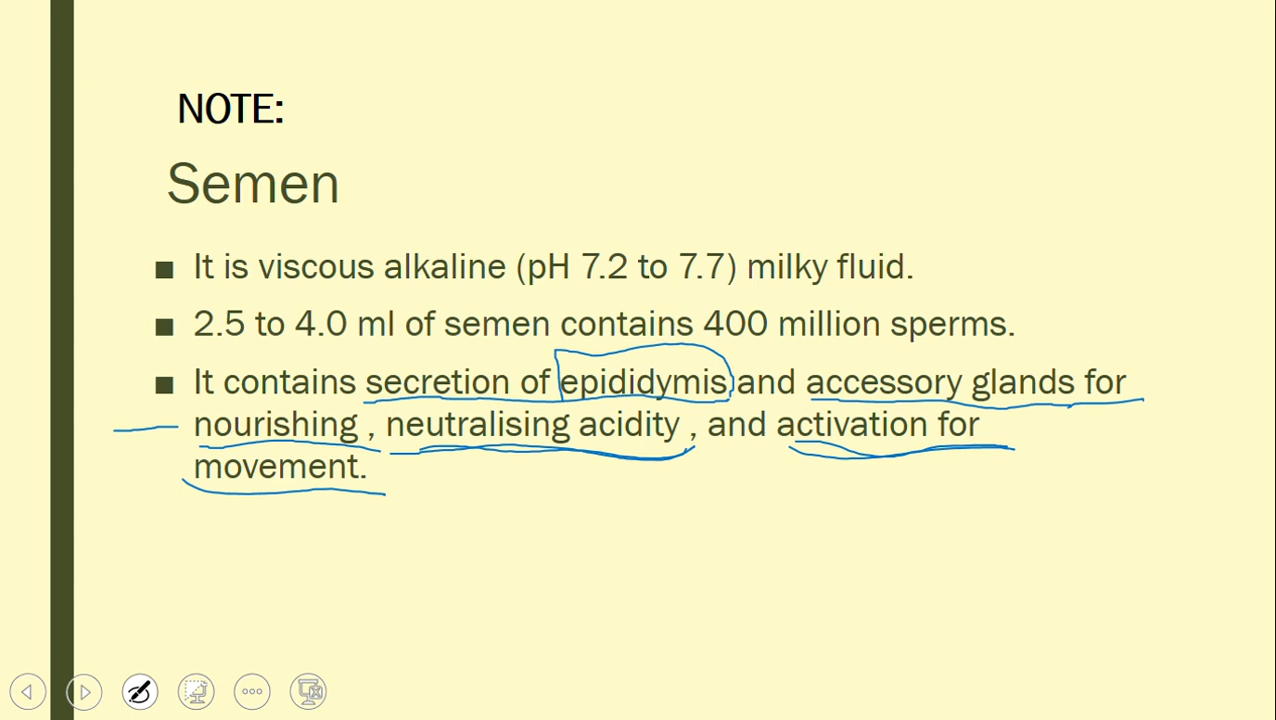 NOTE:
Semen
■ It is viscous alkaline (pH 7.2 to 7.7) milky fluid.
■ 2.5 to 4.0 ml of semen contains 400 million sperms.
■ It contains secretion of epididymis and accessory glands for
nourishing , neutralising acidity , and activation for
movement.